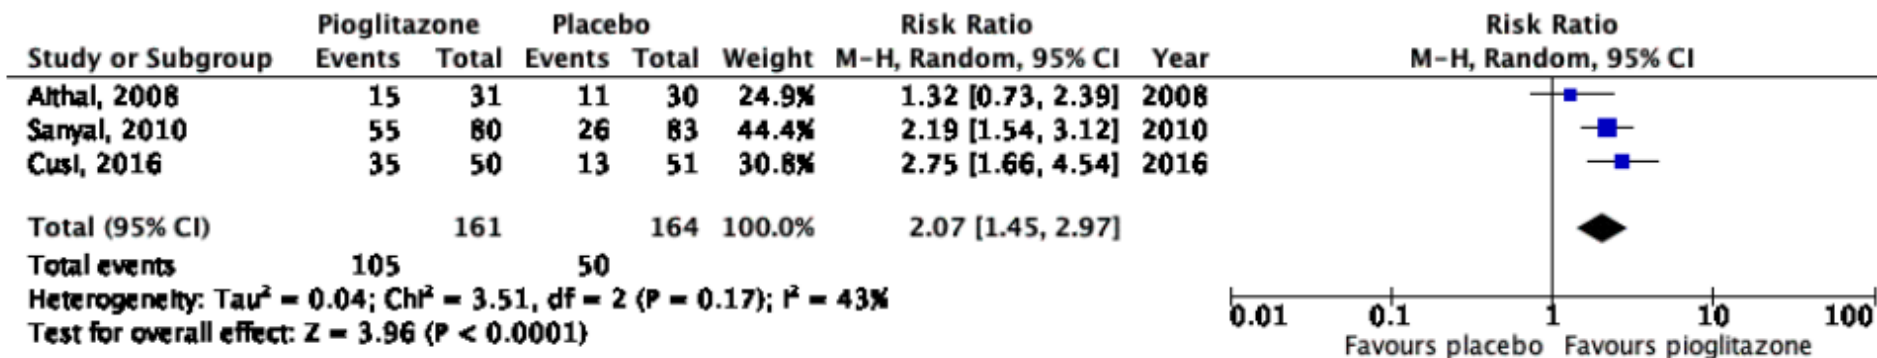 Pioglitazone Placebo Risk Ratio Risk Ratio
Study or Subgroup Events Total Events Total Weight M-H, Random, 95% CI Year M-H, Random, 95% CI
Aithal, 2008 15 31 11 30 24.9% 1.32 [0.73, 2.39] 2008
Sanyal, 2010 55 80 26 83 44.4% 2.19 [1.54, 3.12] 2010
Cusi, 2016 35 50 13 51 30.8% 2.75 [1.66, 4.54] 2016
Total (95% CI) 161 164 100.0% 2.07 [1.45, 2.97]
Total events 105 50
Heterogeneity: Tau² = 0.04; Chi² = 3.51, df = 2 (P = 0.17); I² = 43%
Test for overall effect: Z = 3.96 (P < 0.0001)
0.01 0.1 1 10 100
Favours placebo Favours pioglitazone